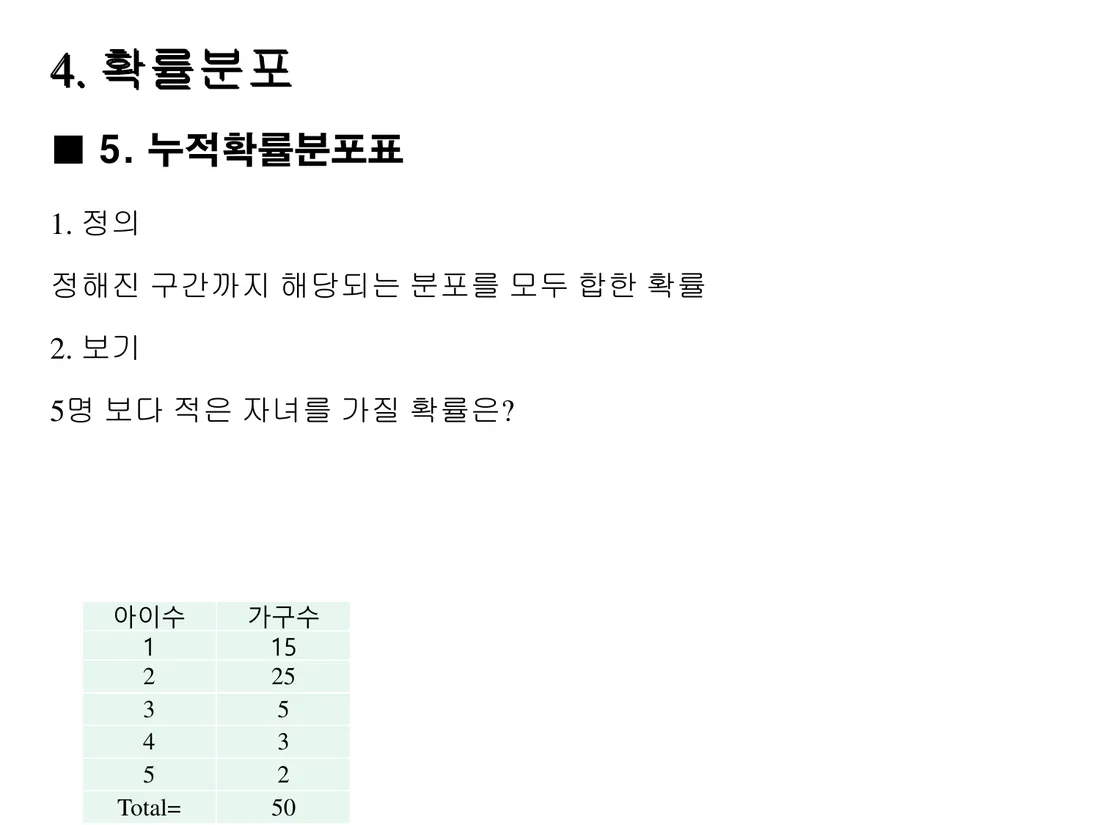 4. 확률분포
■ 5. 누적확률분포표
1. 정의
정해진 구간까지 해당되는 분포를 모두 합한 확률
2. 보기
5명 보다 적은 자녀를 가질 확률은?
아이수 가구수
1 15
2 25
3 5
4 3
5 2
Total= 50